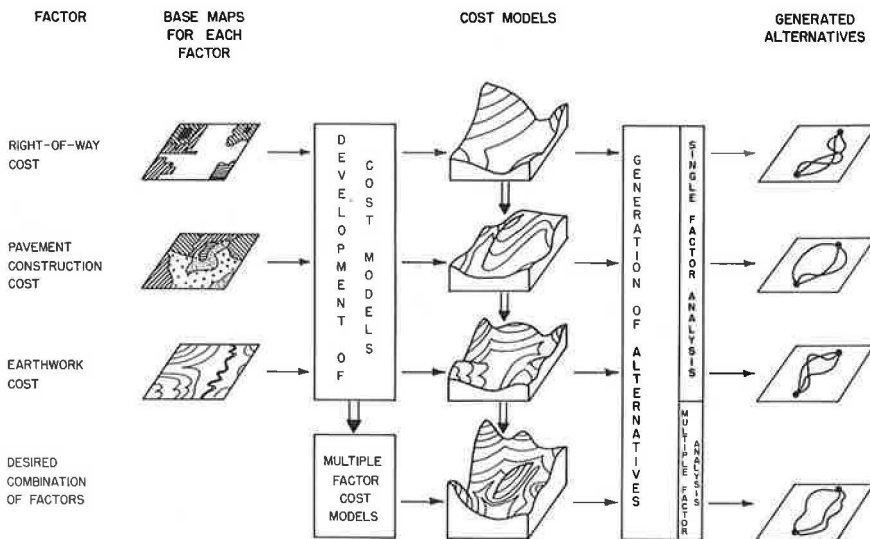 FACTOR
BASE MAPS
FOR EACH
FACTOR
COST MODELS
GENERATED
ALTERNATIVES
RIGHT-OF-WAY
COST
PAVEMENT
CONSTRUCTION
COST
EARTHWORK
COST
DESIRED
COMBINATION
OF FACTORS
DEVELOPMENT OF
COST MODELS
MULTIPLE
FACTOR
COST
MODELS
GENERATION OF ALTERNATIVES
SINGLE FACTOR ANALYSIS
MULTIPLE FACTOR
ANALYSIS